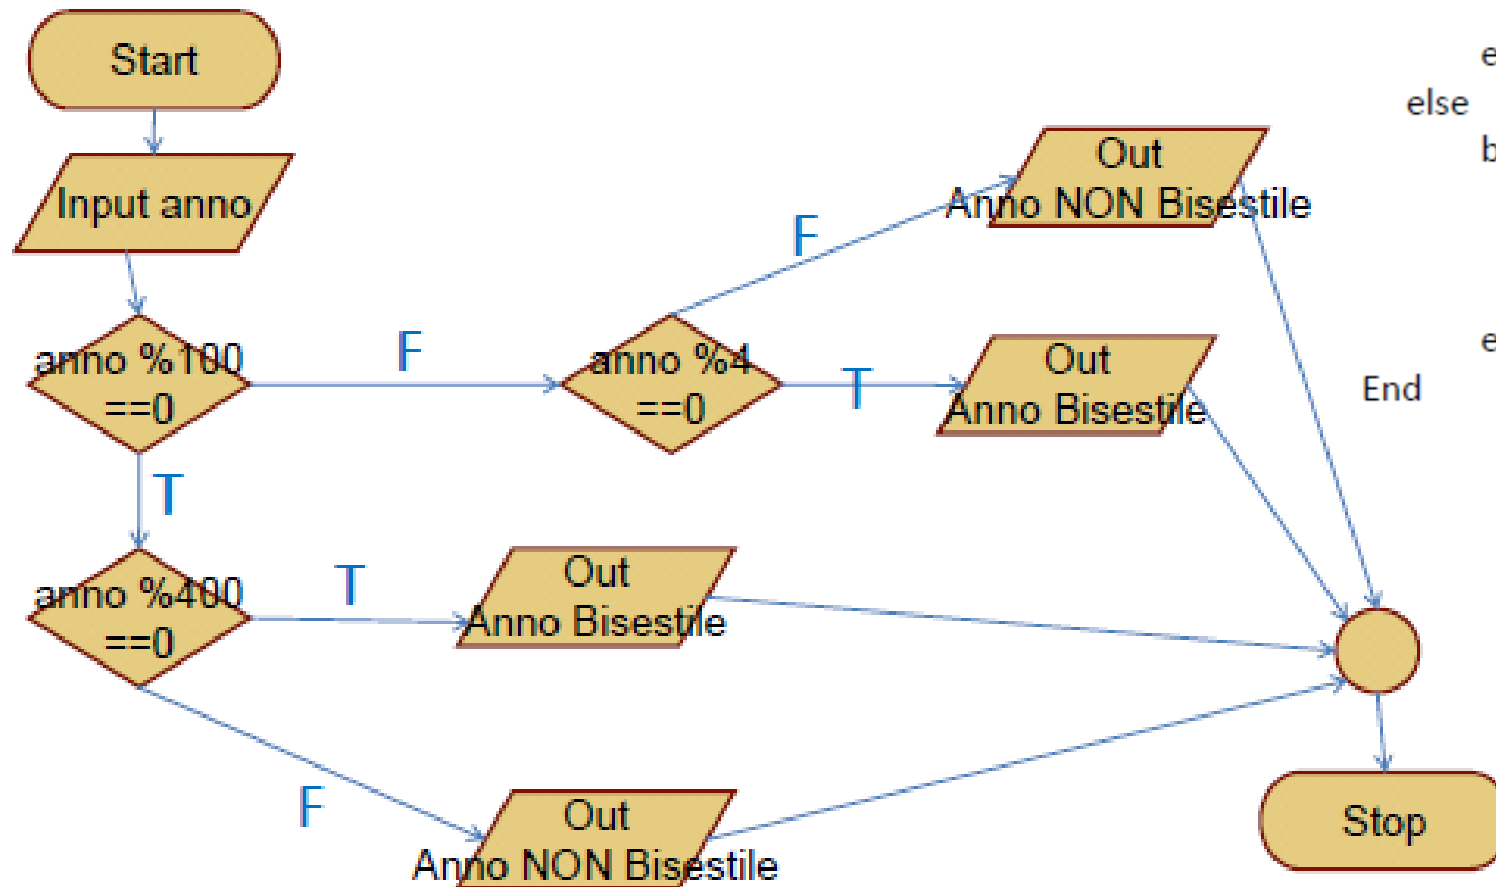 Start
Input anno
anno %100
==0
F
anno %4
==0
F
Out
Anno NON Bisestile
T
Out
Anno Bisestile
T
anno %400
==0
T
Out
Anno Bisestile
F
Out
Anno NON Bisestile
Stop
e
else
b
e
End